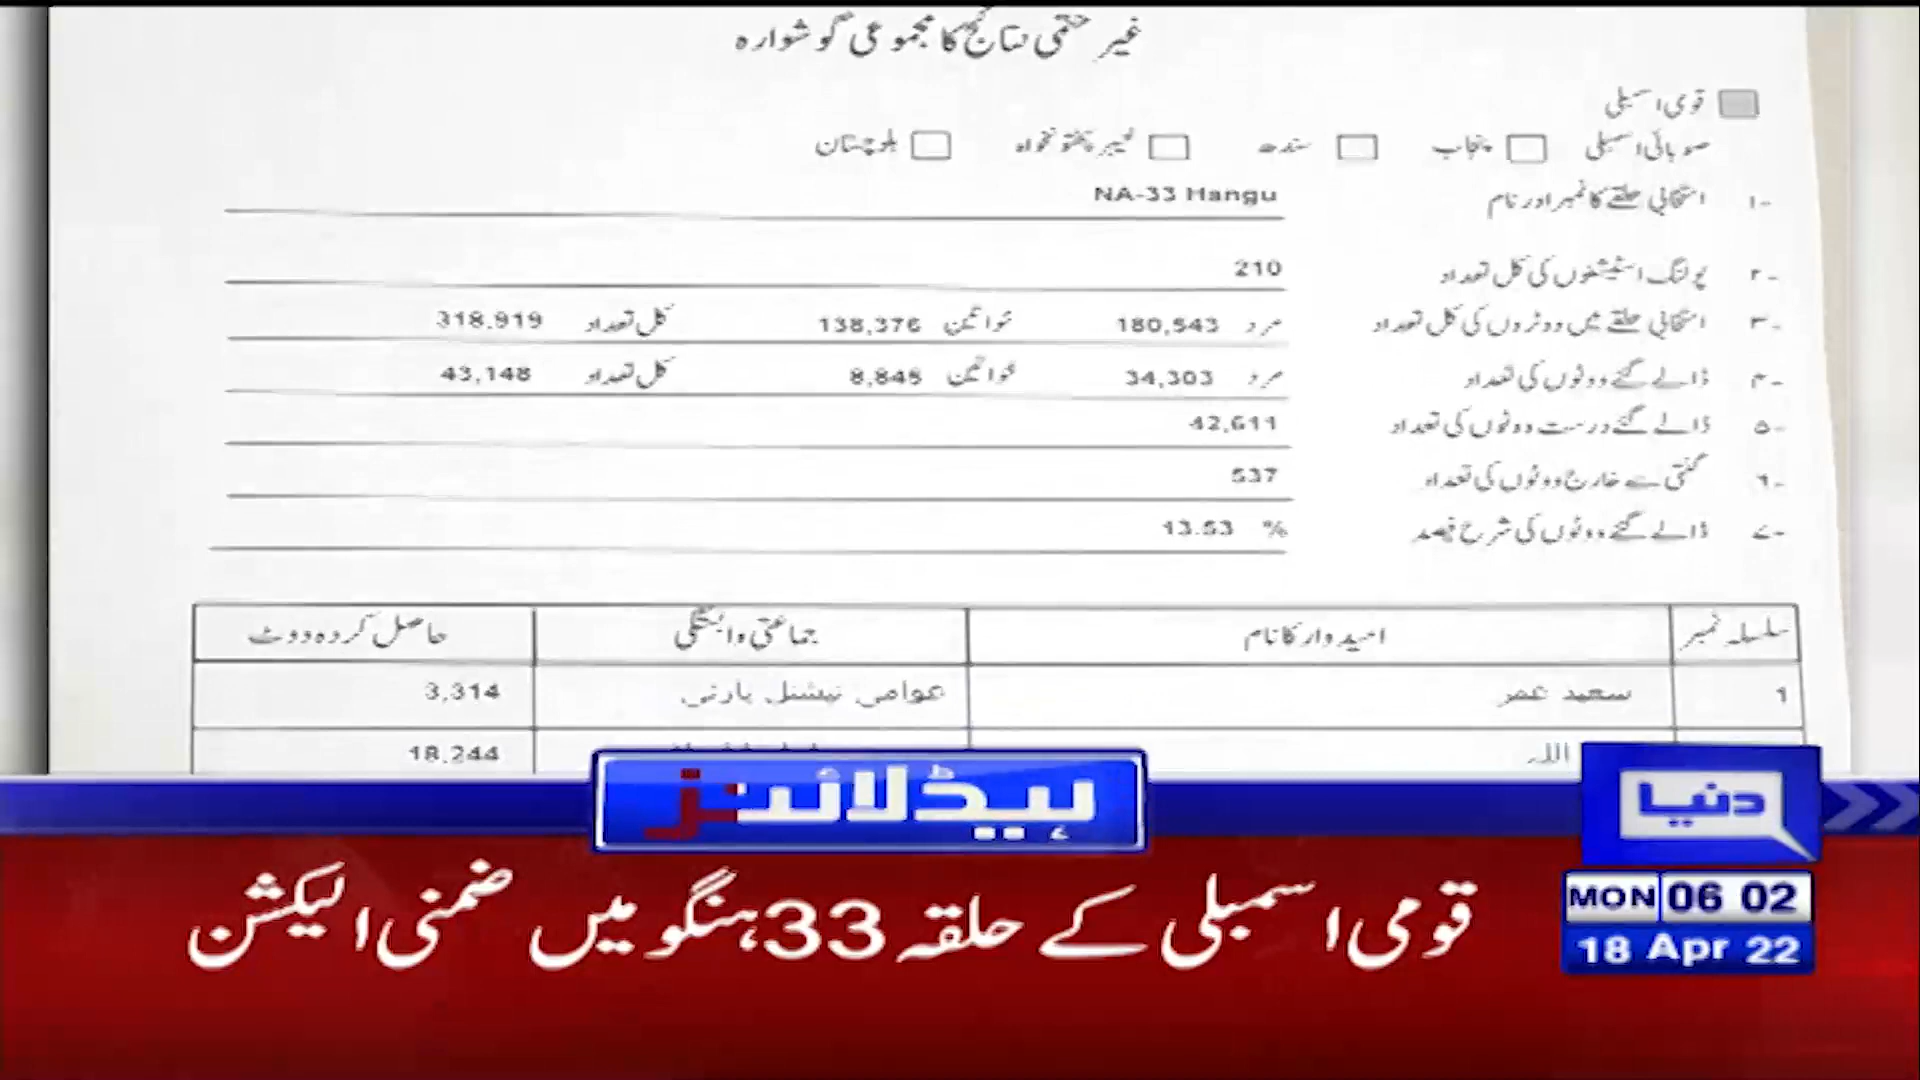 غیر حتمی نتائج کا مجموعی گوشوارہ
قومی اسمبلی
صوبائی اسمبلی پنجاب سندھ خیبر پختونخواہ بلوچستان
۱- انتخابی حلقے کا نمبر اور نام NA-33 Hangu
۲- پولنگ اسٹیشنوں کی کل تعداد 210
۳- انتخابی حلقے میں ووٹروں کی کل تعداد مرد 180,543 خواتین 138,376 کل تعداد 318,919
۴- ڈالے گئے ووٹوں کی تعداد مرد 34,303 خواتین 8,845 کل تعداد 43,148
۵- ڈالے گئے درست ووٹوں کی تعداد 42,611
۶- گنتی سے خارج ووٹوں کی تعداد 537
۷- ڈالے گئے ووٹوں کی شرح فیصد 13.53 %
سلسلہ نمبر امیدوار کا نام جماعتی وابستگی حاصل کردہ ووٹ
1 سعید عمر عوامی نیشنل پارٹی 3,314
اللہ 18,244
ہیڈلائنز
دنیا
قومی اسمبلی کے حلقہ 33 ہنگو میں ضمنی الیکشن
MON 06 02
18 Apr 22